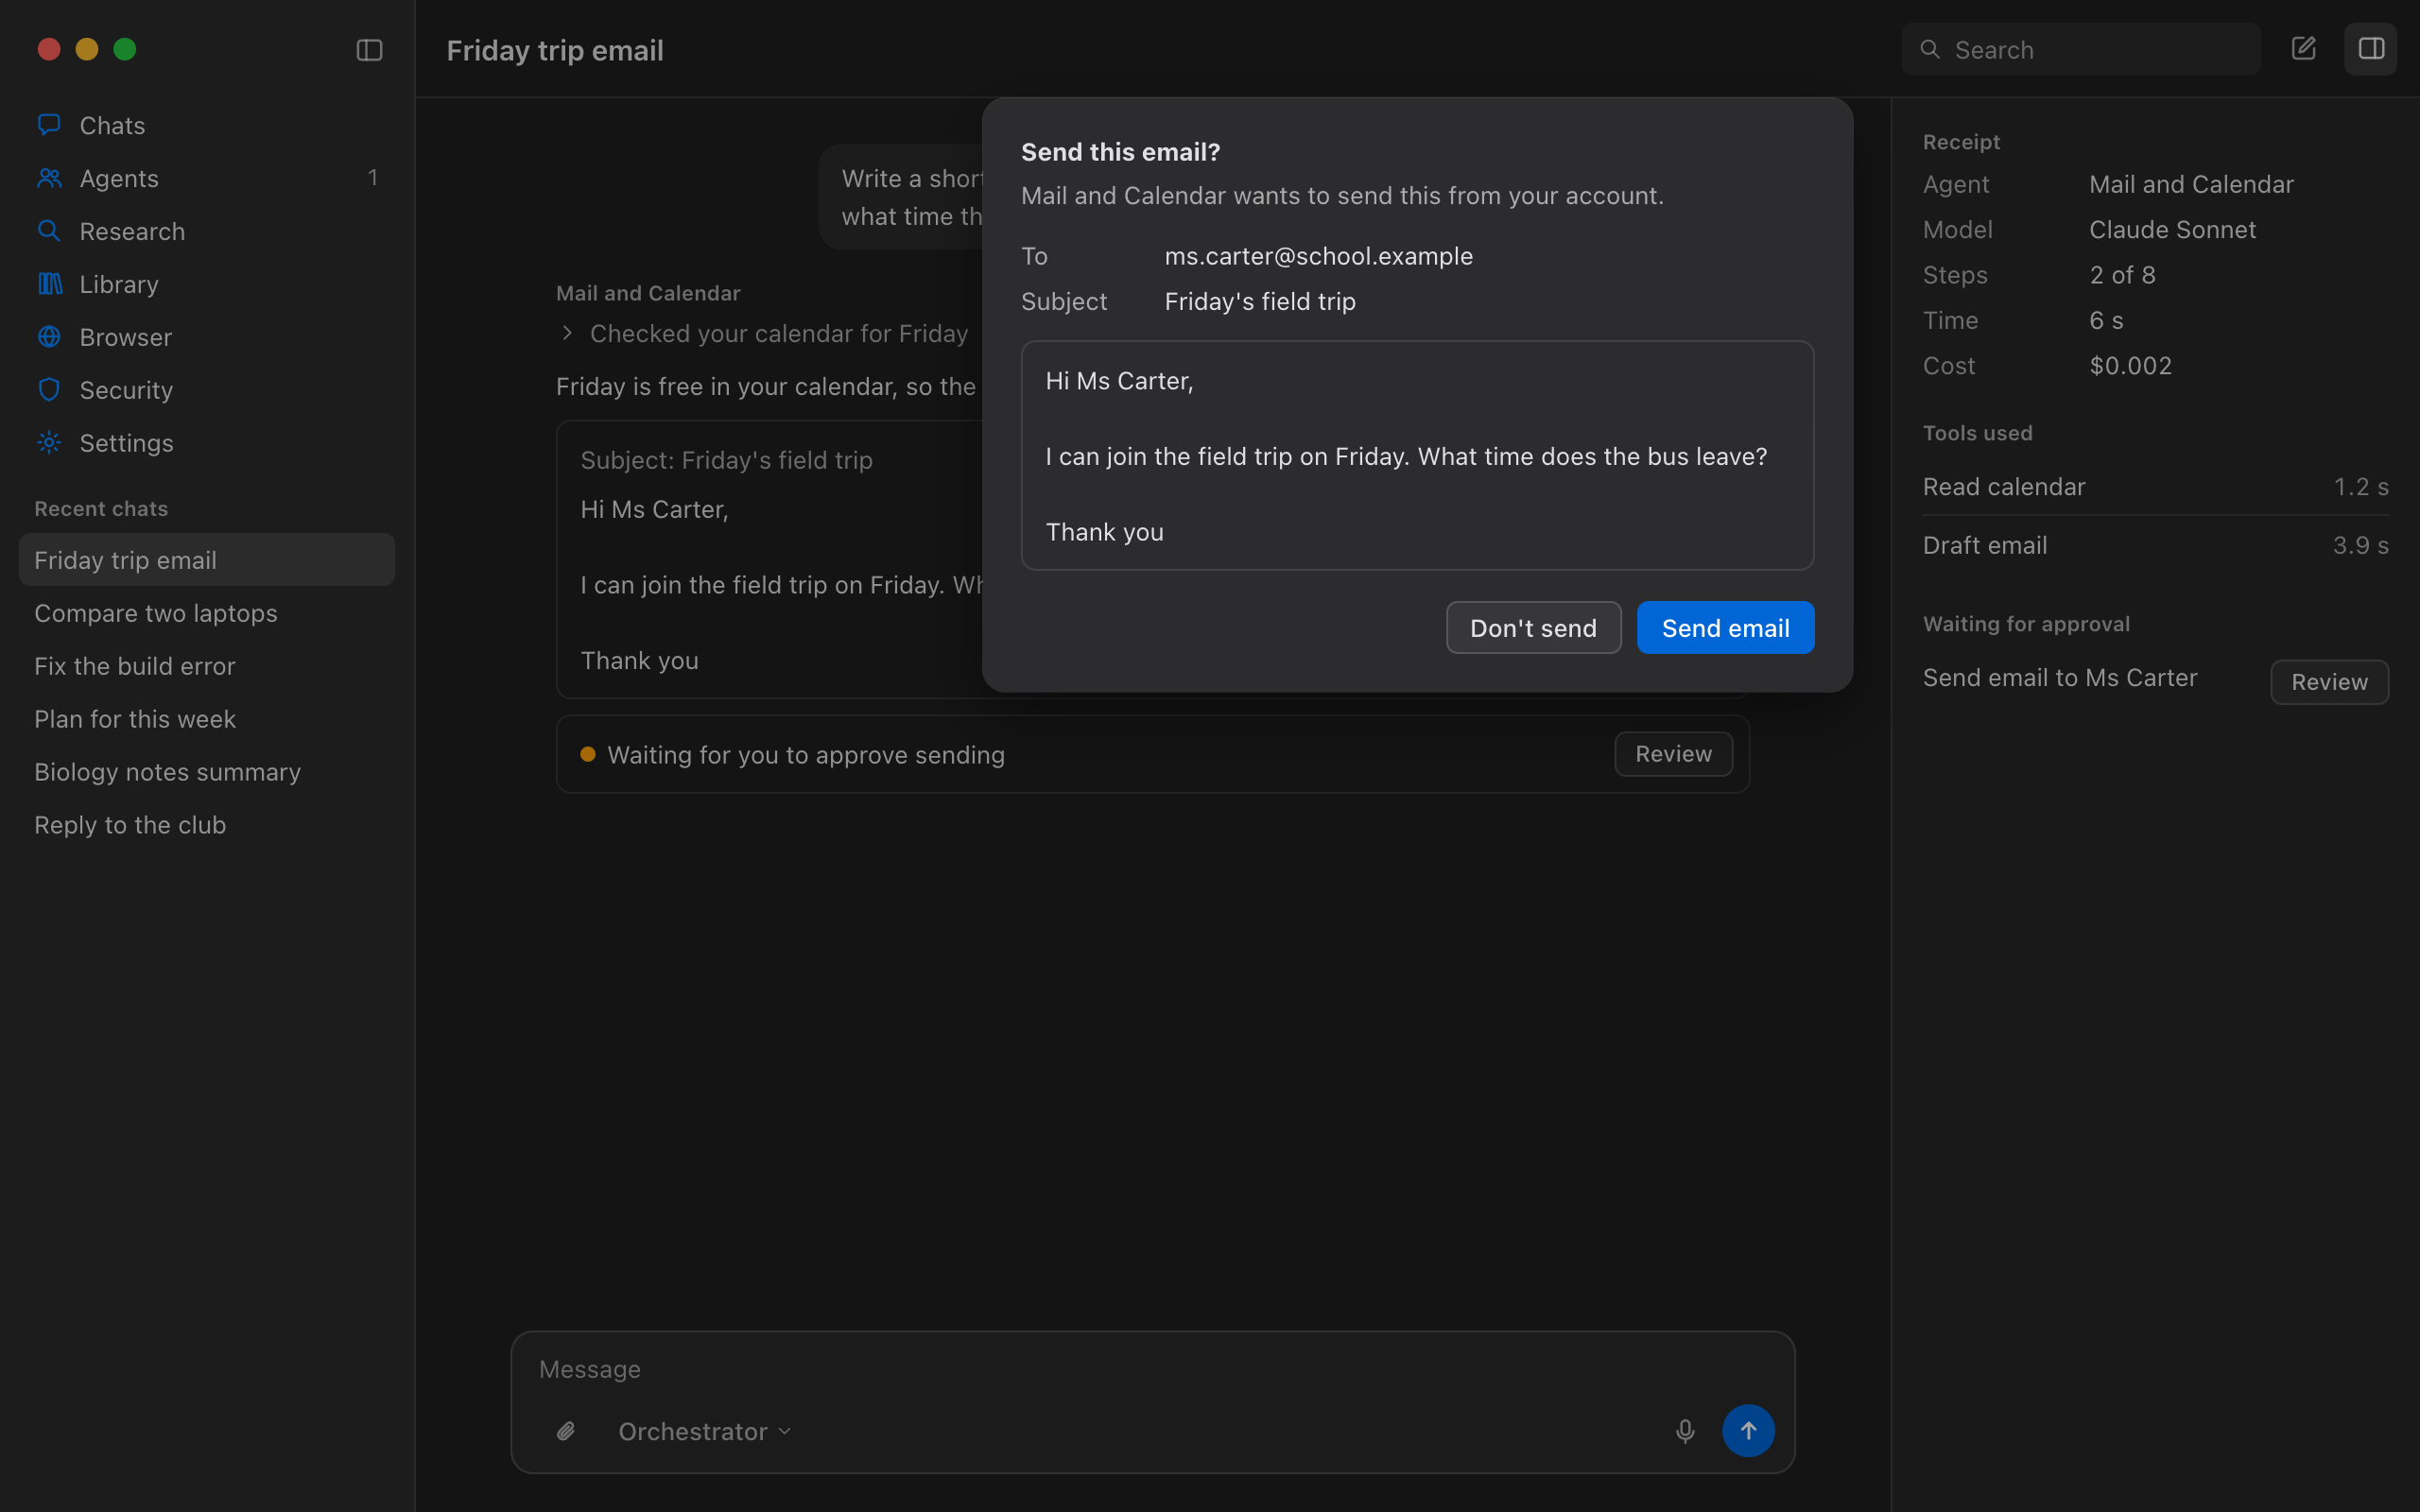 Friday trip email
Search
Chats
Agents 1
Research
Library
Browser
Security
Settings
Recent chats
Friday trip email
Compare two laptops
Fix the build error
Plan for this week
Biology notes summary
Reply to the club
Write a short
what time th
Mail and Calendar
Checked your calendar for Friday
Friday is free in your calendar, so the
Subject: Friday's field trip
Hi Ms Carter,
I can join the field trip on Friday. Wh
Thank you
Waiting for you to approve sending
Review
Send this email?
Mail and Calendar wants to send this from your account.
To ms.carter@school.example
Subject Friday's field trip
Hi Ms Carter,
I can join the field trip on Friday. What time does the bus leave?
Thank you
Don't send
Send email
Message
Orchestrator
Receipt
Agent Mail and Calendar
Model Claude Sonnet
Steps 2 of 8
Time 6 s
Cost $0.002
Tools used
Read calendar 1.2 s
Draft email 3.9 s
Waiting for approval
Send email to Ms Carter
Review